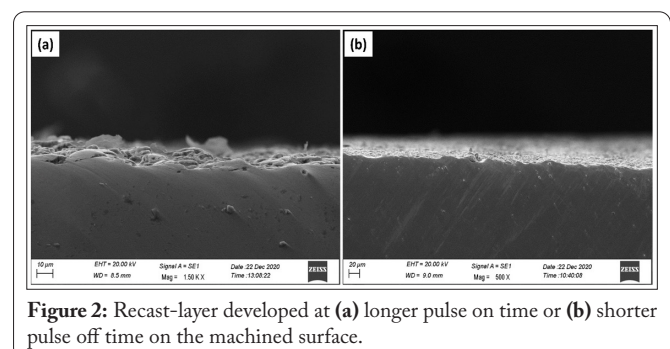 (a)
10 µm
EHT = 20.00 kV
WD = 8.5 mm
Signel A = SE1
Mag = 1.50 K X
Date :22 Dec 2020
Time :13:08:22
ZEISS
(b)
20 µm
EHT = 20.00 kV
WD = 9.0 mm
Signel A = SE1
Mag = 500 X
Date :22 Dec 2020
Time :10:40:08
ZEISS
Figure 2: Recast-layer developed at (a) longer pulse on time or (b) shorter
pulse off time on the machined surface.